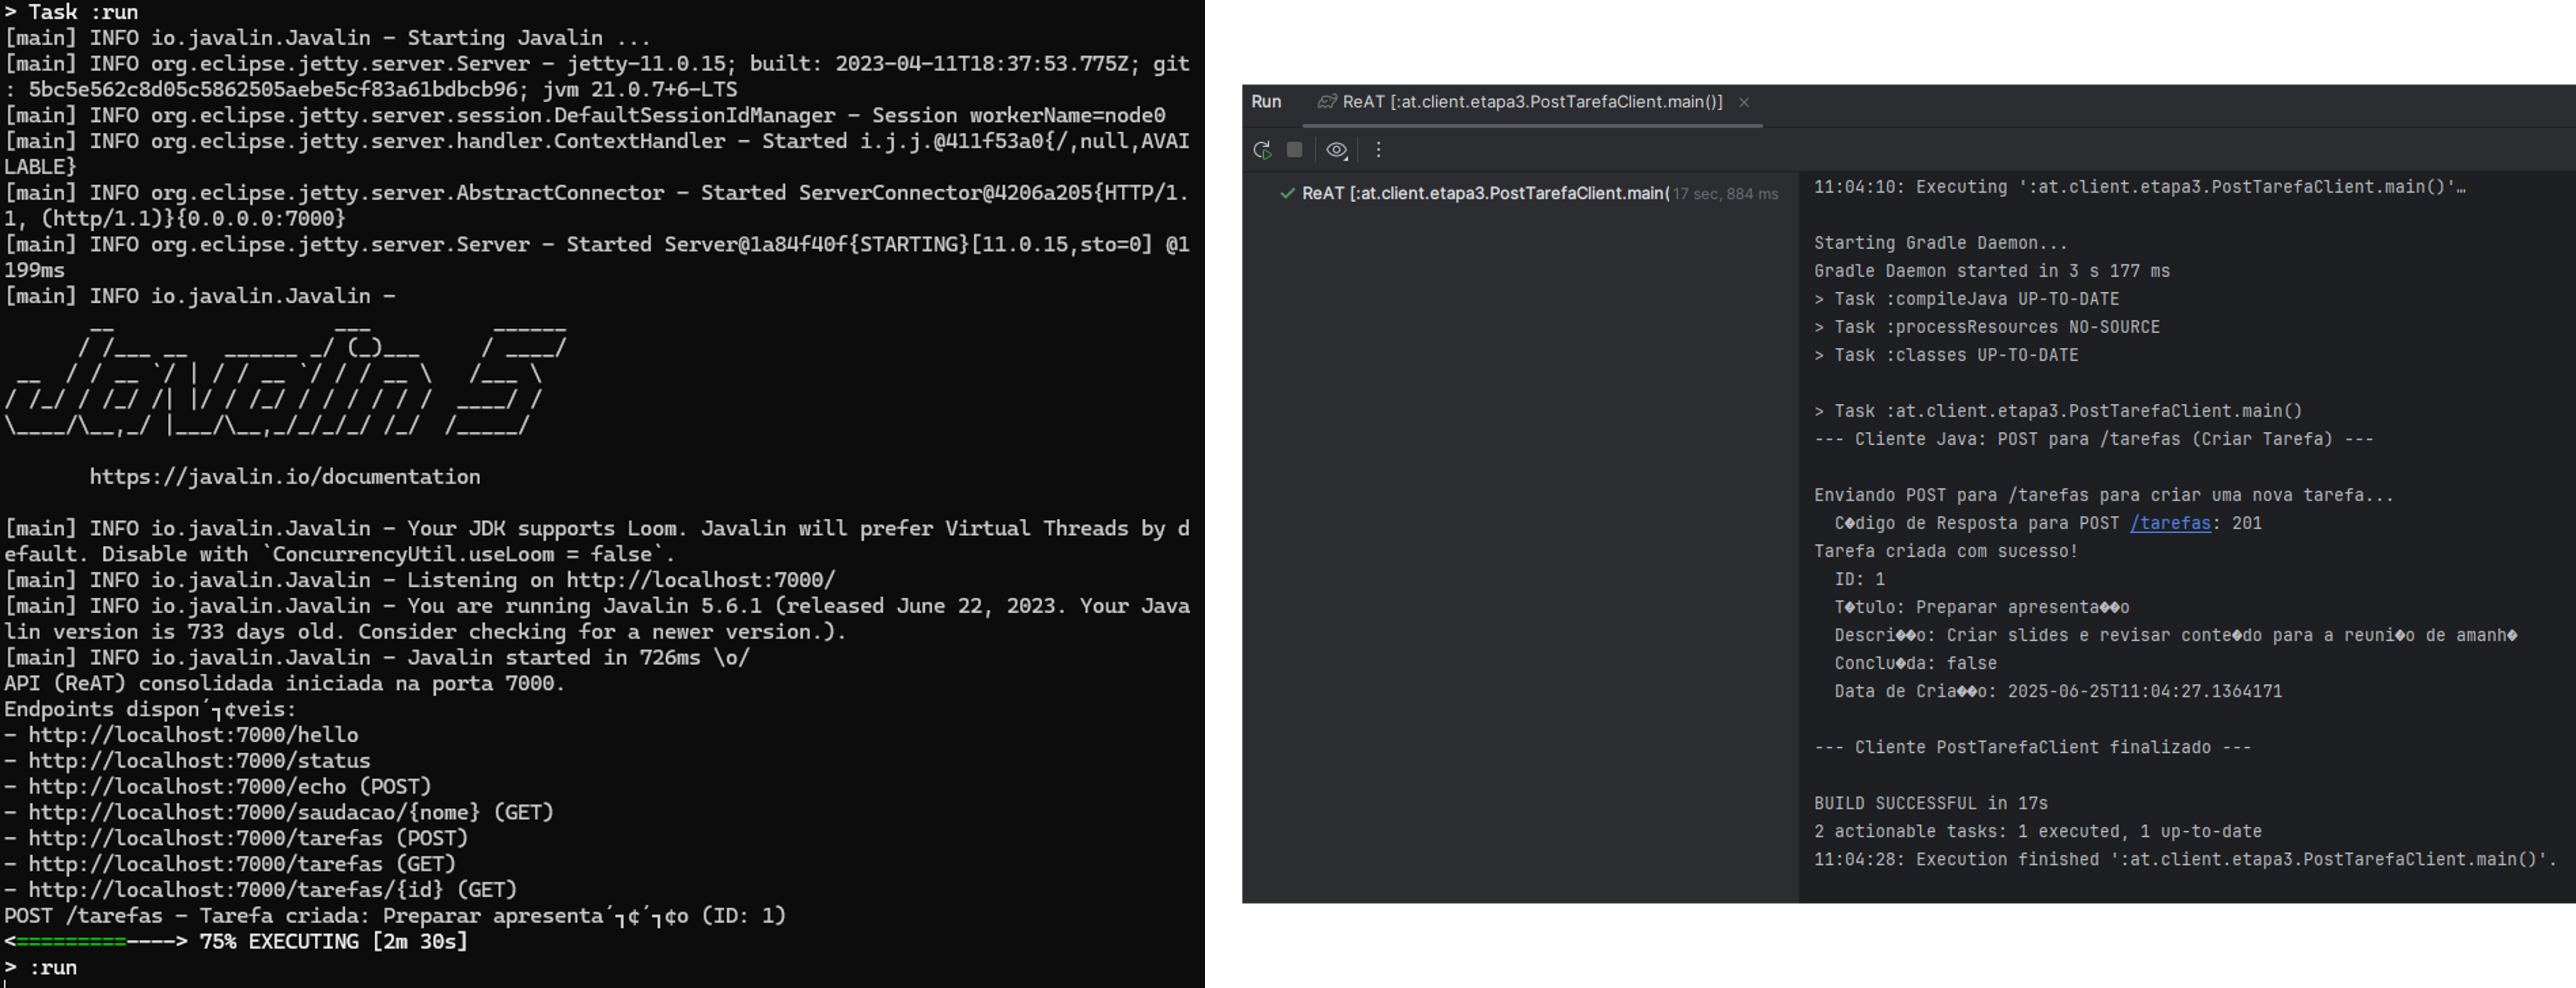 > Task :run
[main] INFO io.javalin.Javalin - Starting Javalin ...
[main] INFO org.eclipse.jetty.server.Server - jetty-11.0.15; built: 2023-04-11T18:37:53.775Z; git
: 5bc5e562c8d05c5862505aebe5cf83a61bdbcb96; jvm 21.0.7+6-LTS
[main] INFO org.eclipse.jetty.server.session.DefaultSessionIdManager - Session workerName=node0
[main] INFO org.eclipse.jetty.server.handler.ContextHandler - Started i.j.j.@411f53a0{/,null,AVAI
LABLE}
[main] INFO org.eclipse.jetty.server.AbstractConnector - Started ServerConnector@4206a205{HTTP/1.
1, (http/1.1)}{0.0.0.0:7000}
[main] INFO org.eclipse.jetty.server.Server - Started Server@1a84f40f{STARTING}[11.0.15,sto=0] @1
199ms
[main] INFO io.javalin.Javalin -
Javalin 5
https://javalin.io/documentation
[main] INFO io.javalin.Javalin - Your JDK supports Loom. Javalin will prefer Virtual Threads by d
efault. Disable with `ConcurrencyUtil.useLoom = false`.
[main] INFO io.javalin.Javalin - Listening on http://localhost:7000/
[main] INFO io.javalin.Javalin - You are running Javalin 5.6.1 (released June 22, 2023. Your Java
lin version is 733 days old. Consider checking for a newer version.).
[main] INFO io.javalin.Javalin - Javalin started in 726ms \o/
API (ReAT) consolidada iniciada na porta 7000.
Endpoints dispon´┐¢veis:
- http://localhost:7000/hello
- http://localhost:7000/status
- http://localhost:7000/echo (POST)
- http://localhost:7000/saudacao/{nome} (GET)
- http://localhost:7000/tarefas (POST)
- http://localhost:7000/tarefas (GET)
- http://localhost:7000/tarefas/{id} (GET)
POST /tarefas - Tarefa criada: Preparar apresenta´┐¢´┐¢o (ID: 1)
<=========----> 75% EXECUTING [2m 30s]
> :run
Run ReAT [:at.client.etapa3.PostTarefaClient.main()]
ReAT [:at.client.etapa3.PostTarefaClient.main( 17 sec, 884 ms
11:04:10: Executing ':at.client.etapa3.PostTarefaClient.main()'…
Starting Gradle Daemon...
Gradle Daemon started in 3 s 177 ms
> Task :compileJava UP-TO-DATE
> Task :processResources NO-SOURCE
> Task :classes UP-TO-DATE
> Task :at.client.etapa3.PostTarefaClient.main()
--- Cliente Java: POST para /tarefas (Criar Tarefa) ---
Enviando POST para /tarefas para criar uma nova tarefa...
C�digo de Resposta para POST /tarefas: 201
Tarefa criada com sucesso!
ID: 1
T�tulo: Preparar apresenta��o
Descri��o: Criar slides e revisar conte�do para a reuni�o de amanh�
Conclu�da: false
Data de Cria��o: 2025-06-25T11:04:27.1364171
--- Cliente PostTarefaClient finalizado ---
BUILD SUCCESSFUL in 17s
2 actionable tasks: 1 executed, 1 up-to-date
11:04:28: Execution finished ':at.client.etapa3.PostTarefaClient.main()'.